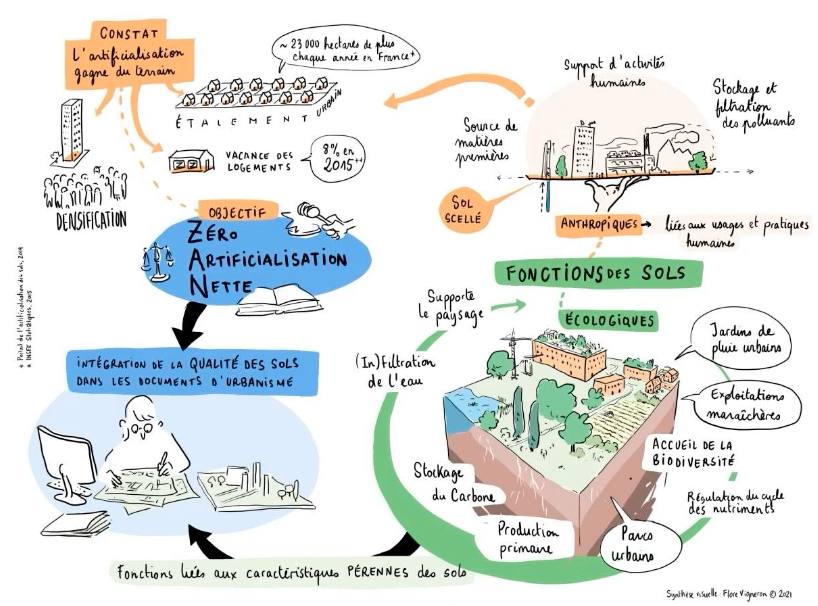 CONSTAT
L'artificialisation
gagne du terrain
~ 23 000 hectares de plus
chaque année en France+
ÉTALEMENT URBAIN
VACANCE DES
LOGEMENTS
8% en
2015++
DENSIFICATION
OBJECTIF
ZÉRO
ARTIFICIALISATION
NETTE
INTÉGRATION DE LA QUALITÉ DES SOLS
DANS LES DOCUMENTS D'URBANISME
Fonctions liées aux caractéristiques PÉRENNES des sols
Support d'activités
humaines
Stockage et
filtration
des polluants
Source de
matières
premières
SOL
SCELLÉ
ANTHROPIQUES → liées aux usages et pratiques
humaines
FONCTIONS DES SOLS
ÉCOLOGIQUES
Supporte
le paysage
(In)Filtration
de l'eau
Jardins de
pluie urbains
Exploitations
maraîchères
ACCUEIL DE LA
BIODIVERSITÉ
Stockage
du Carbone
Régulation du cycle
des nutriments
Production
primaire
Parcs
urbains
+ Portail de l'artificialisation des sols, 2019
Synthèse visuelle. Flore Vigneron © 2021